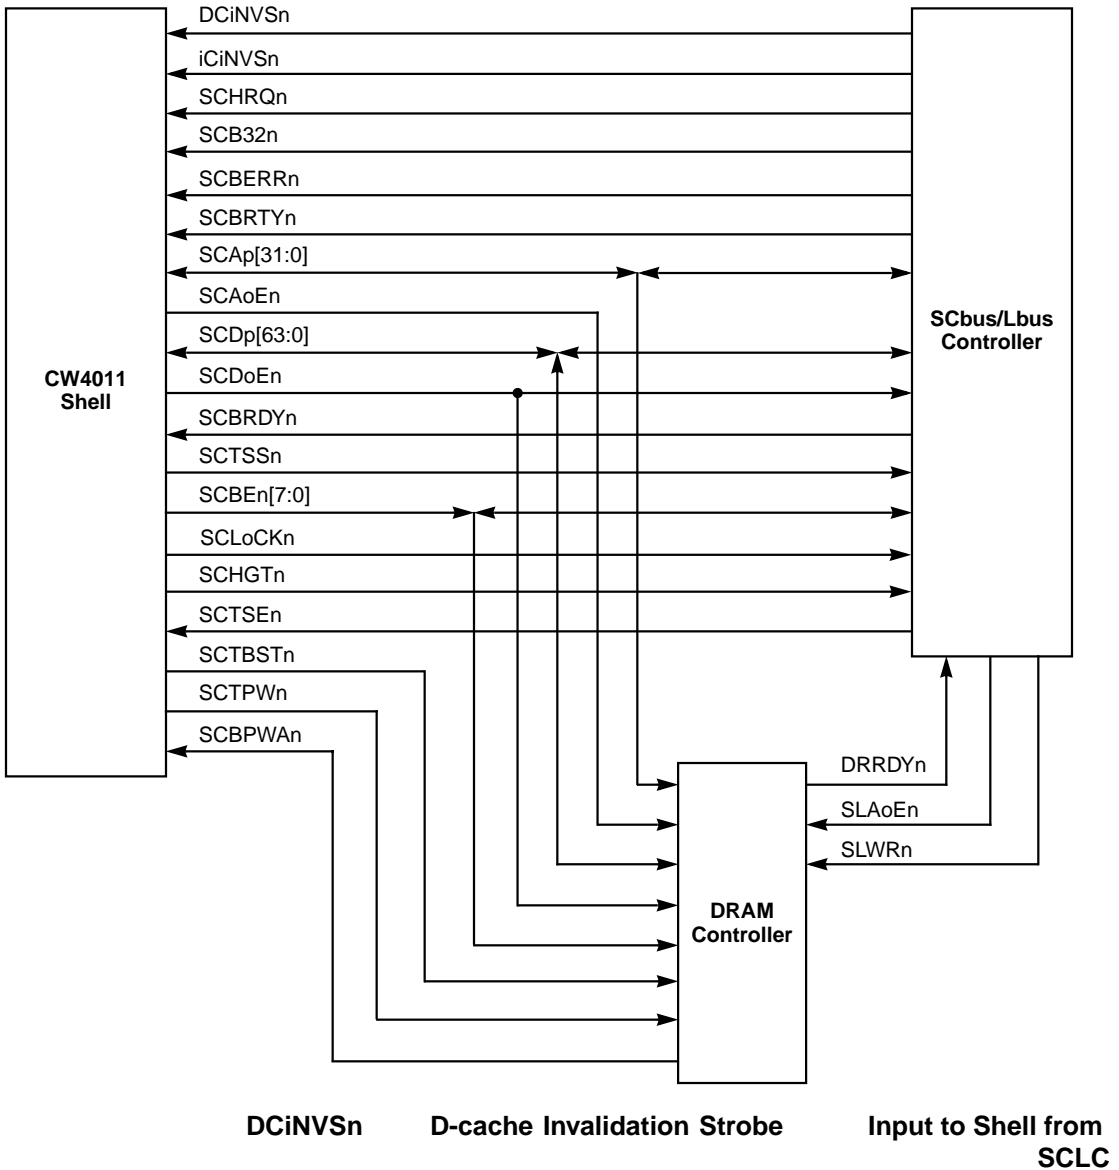 DCiNVSn
iCiNVSn
SCHRQn
SCB32n
SCBERRn
SCBRTYn
SCAp[31:0]
SCAoEn
SCDp[63:0]
SCDoEn
SCBRDYn
SCTSSn
SCBEn[7:0]
SCLoCKn
SCHGTn
SCTSEn
SCTBSTn
SCTPWn
SCBPWAn
CW4011
Shell
SCbus/Lbus
Controller
DRRDYn
SLAoEn
SLWRn
DRAM
Controller
DCiNVSn D-cache Invalidation Strobe Input to Shell from
SCLC